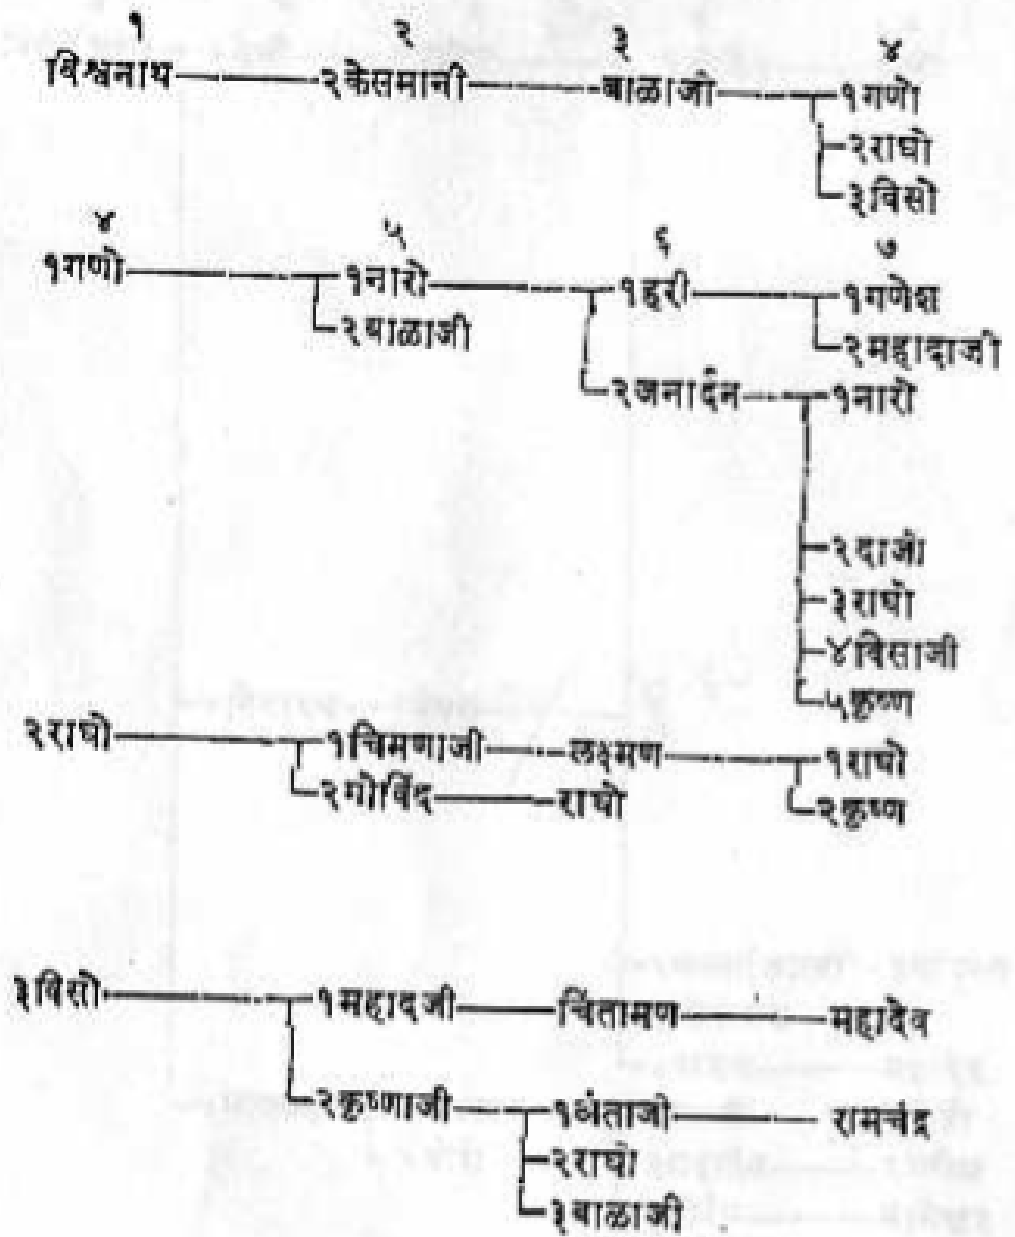 १ २ ३ ४
विश्वनाथ २केसमानी बाळाजी १गणो
२राघो
३विसो
४ ५ ६ ७
१गणो १नारो १हरी १गणेश
२बाळाजी २महादाजी
२जनार्दन १नारो
२दाजी
३राघो
४विसाजी
५कृष्ण
२राघो १चिमणाजी लक्ष्मण १राघो
२गोविंद राघो २कृष्ण
३विसो १महादजी चिंतामण महादेव
२कृष्णाजी १अंताजी रामचंद्र
२राघो
३बाळाजी